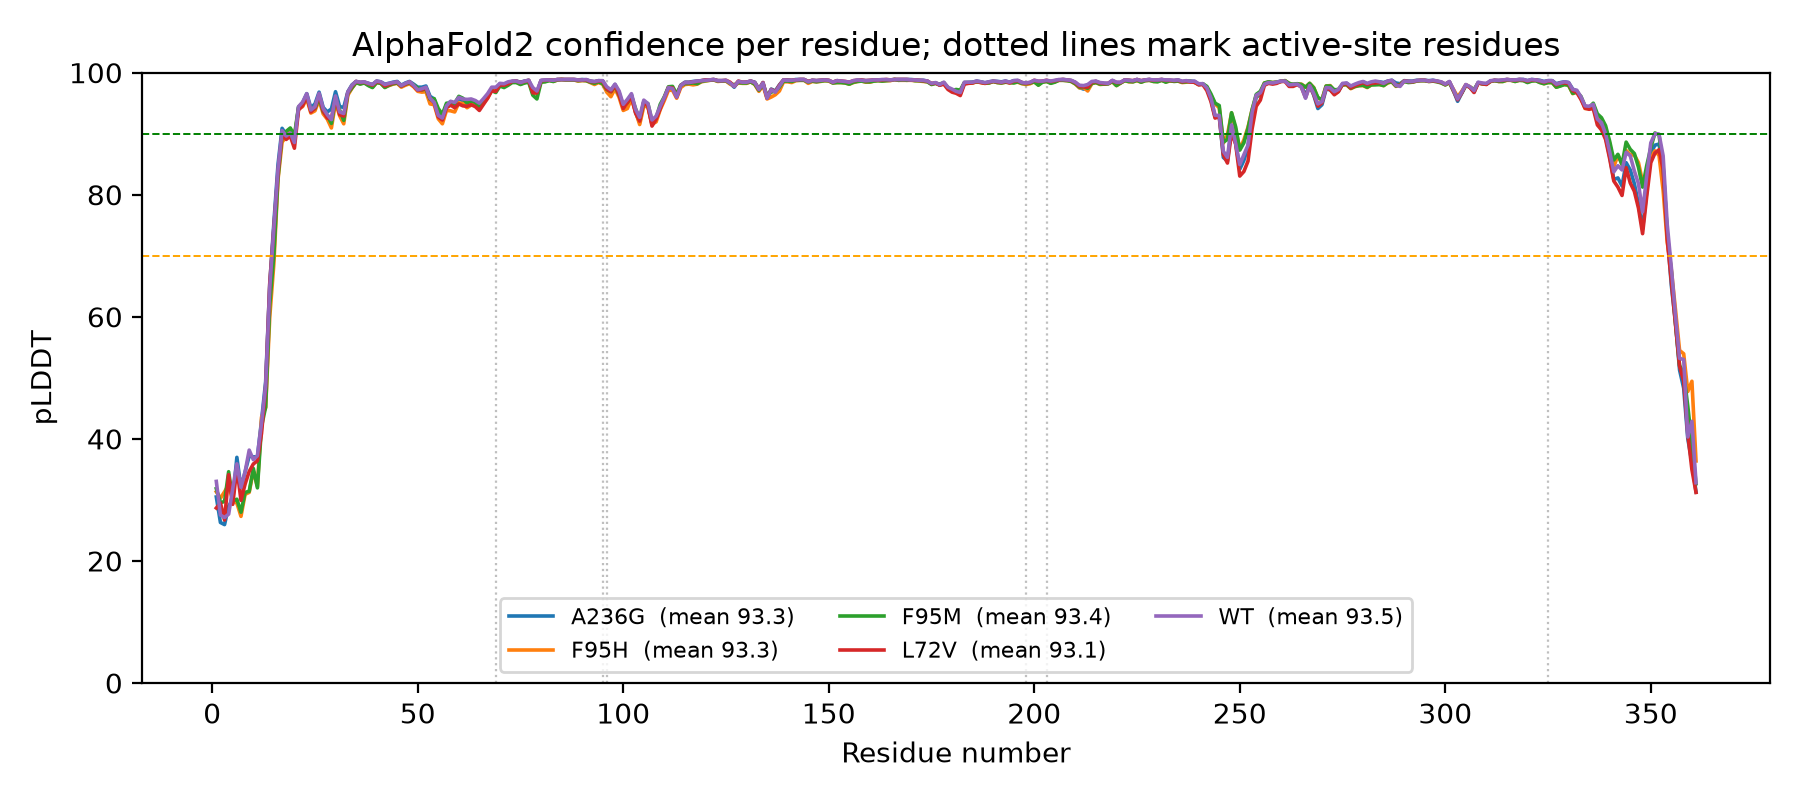 AlphaFold2 confidence per residue; dotted lines mark active-site residues
100
80
60
40
20
0
pLDDT
A236G (mean 93.3)
F95H (mean 93.3)
F95M (mean 93.4)
L72V (mean 93.1)
WT (mean 93.5)
0 50 100 150 200 250 300 350
Residue number